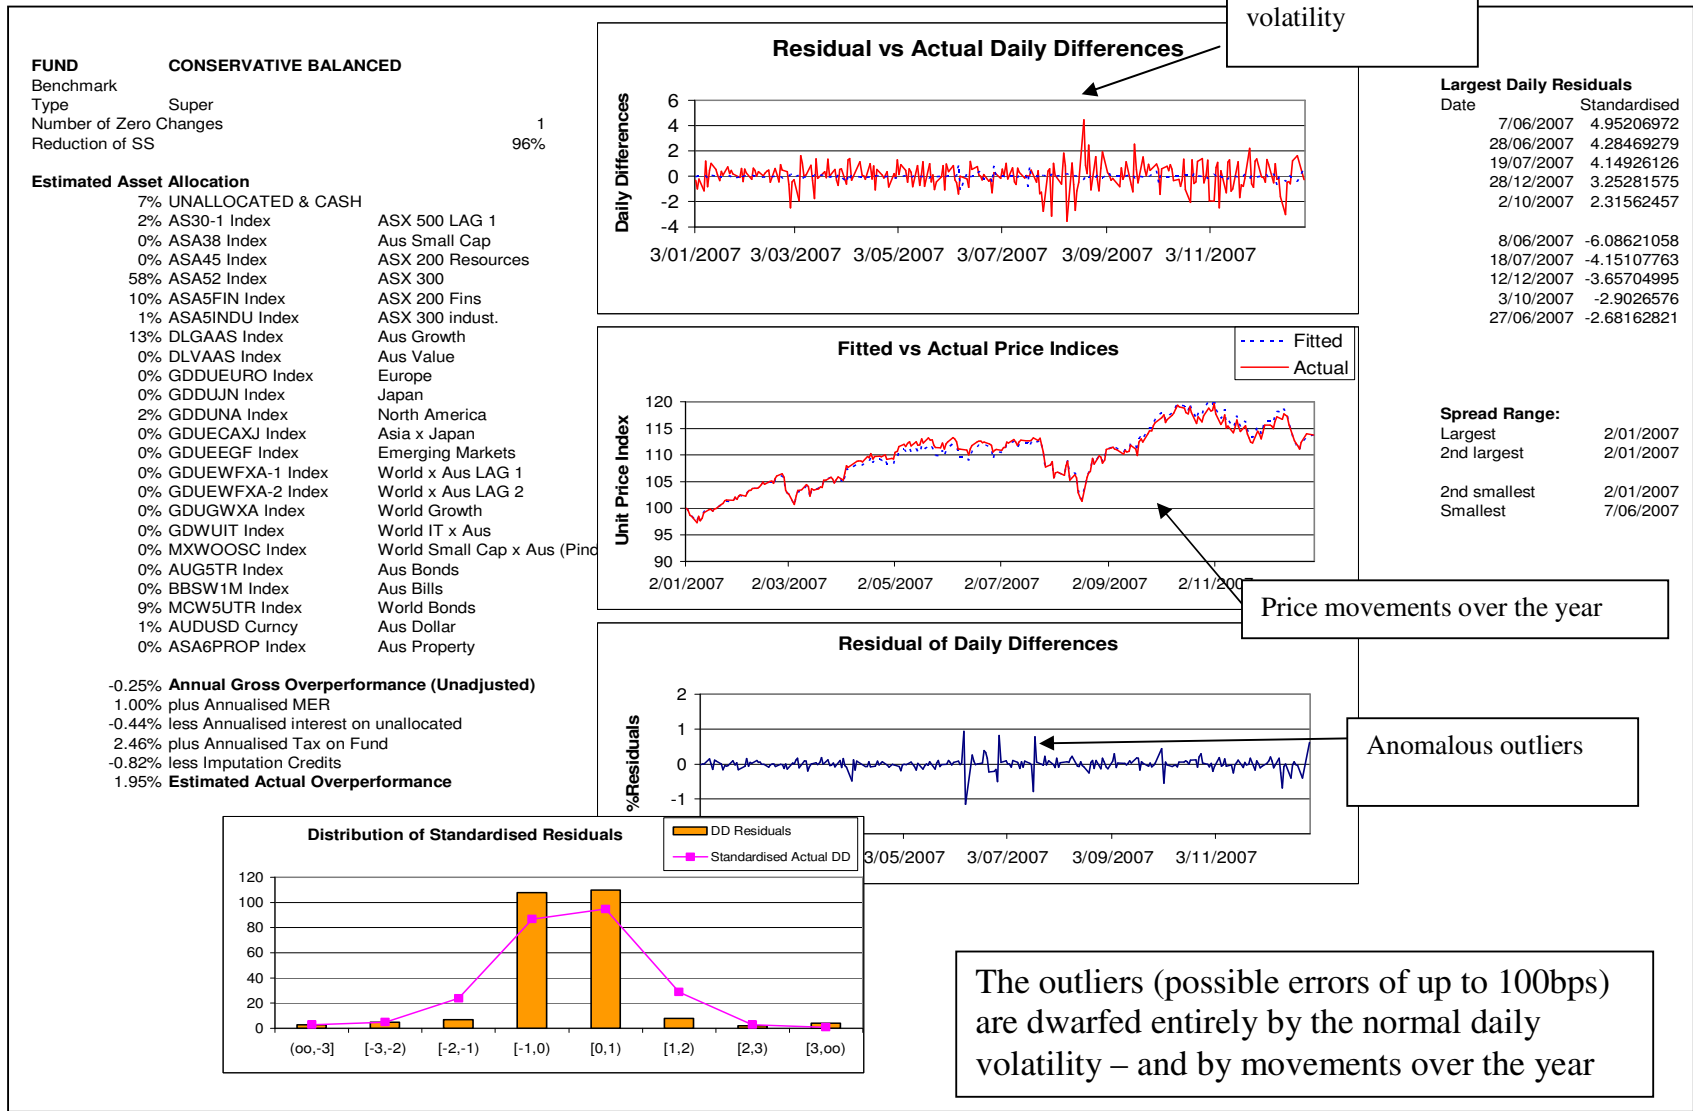 volatility
FUND CONSERVATIVE BALANCED
Benchmark
Type Super
Number of Zero Changes 1
Reduction of SS 96%
Estimated Asset Allocation
7% UNALLOCATED & CASH
2% AS30-1 Index ASX 500 LAG 1
0% ASA38 Index Aus Small Cap
0% ASA45 Index ASX 200 Resources
58% ASA52 Index ASX 300
10% ASA5FIN Index ASX 200 Fins
1% ASA5INDU Index ASX 300 indust.
13% DLGAAS Index Aus Growth
0% DLVAAS Index Aus Value
0% GDDUEURO Index Europe
0% GDDUJN Index Japan
2% GDDUNA Index North America
0% GDUECAXJ Index Asia x Japan
0% GDUEEGF Index Emerging Markets
0% GDUEWFXA-1 Index World x Aus LAG 1
0% GDUEWFXA-2 Index World x Aus LAG 2
0% GDUGWXA Index World Growth
0% GDWUIT Index World IT x Aus
0% MXWOOSC Index World Small Cap x Aus (Pind
0% AUG5TR Index Aus Bonds
0% BBSW1M Index Aus Bills
9% MCW5UTR Index World Bonds
1% AUDUSD Curncy Aus Dollar
0% ASA6PROP Index Aus Property
-0.25% Annual Gross Overperformance (Unadjusted)
1.00% plus Annualised MER
-0.44% less Annualised interest on unallocated
2.46% plus Annualised Tax on Fund
-0.82% less Imputation Credits
1.95% Estimated Actual Overperformance
Residual vs Actual Daily Differences
Daily Differences
6
4
2
0
-2
-4
3/01/2007 3/03/2007 3/05/2007 3/07/2007 3/09/2007 3/11/2007
Fitted vs Actual Price Indices
Fitted
Actual
Unit Price Index
120
115
110
105
100
95
90
2/01/2007 2/03/2007 2/05/2007 2/07/2007 2/09/2007 2/11/2007
Price movements over the year
Residual of Daily Differences
%Residuals
2
1
0
-1
3/05/2007 3/07/2007 3/09/2007 3/11/2007
Anomalous outliers
Largest Daily Residuals
Date Standardised
7/06/2007 4.95206972
28/06/2007 4.28469279
19/07/2007 4.14926126
28/12/2007 3.25281575
2/10/2007 2.31562457
8/06/2007 -6.08621058
18/07/2007 -4.15107763
12/12/2007 -3.65704995
3/10/2007 -2.9026576
27/06/2007 -2.68162821
Spread Range:
Largest 2/01/2007
2nd largest 2/01/2007
2nd smallest 2/01/2007
Smallest 7/06/2007
Distribution of Standardised Residuals
DD Residuals
Standardised Actual DD
120
100
80
60
40
20
0
(oo,-3] [-3,-2) [-2,-1) [-1,0) [0,1) [1,2) [2,3) [3,oo)
The outliers (possible errors of up to 100bps)
are dwarfed entirely by the normal daily
volatility – and by movements over the year